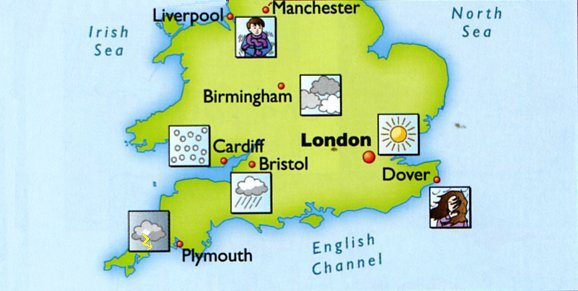 Manchester
Liverpool
Irish
Sea
North
Sea
Birmingham
London
Cardiff
Bristol
Dover
Plymouth
English
Channel